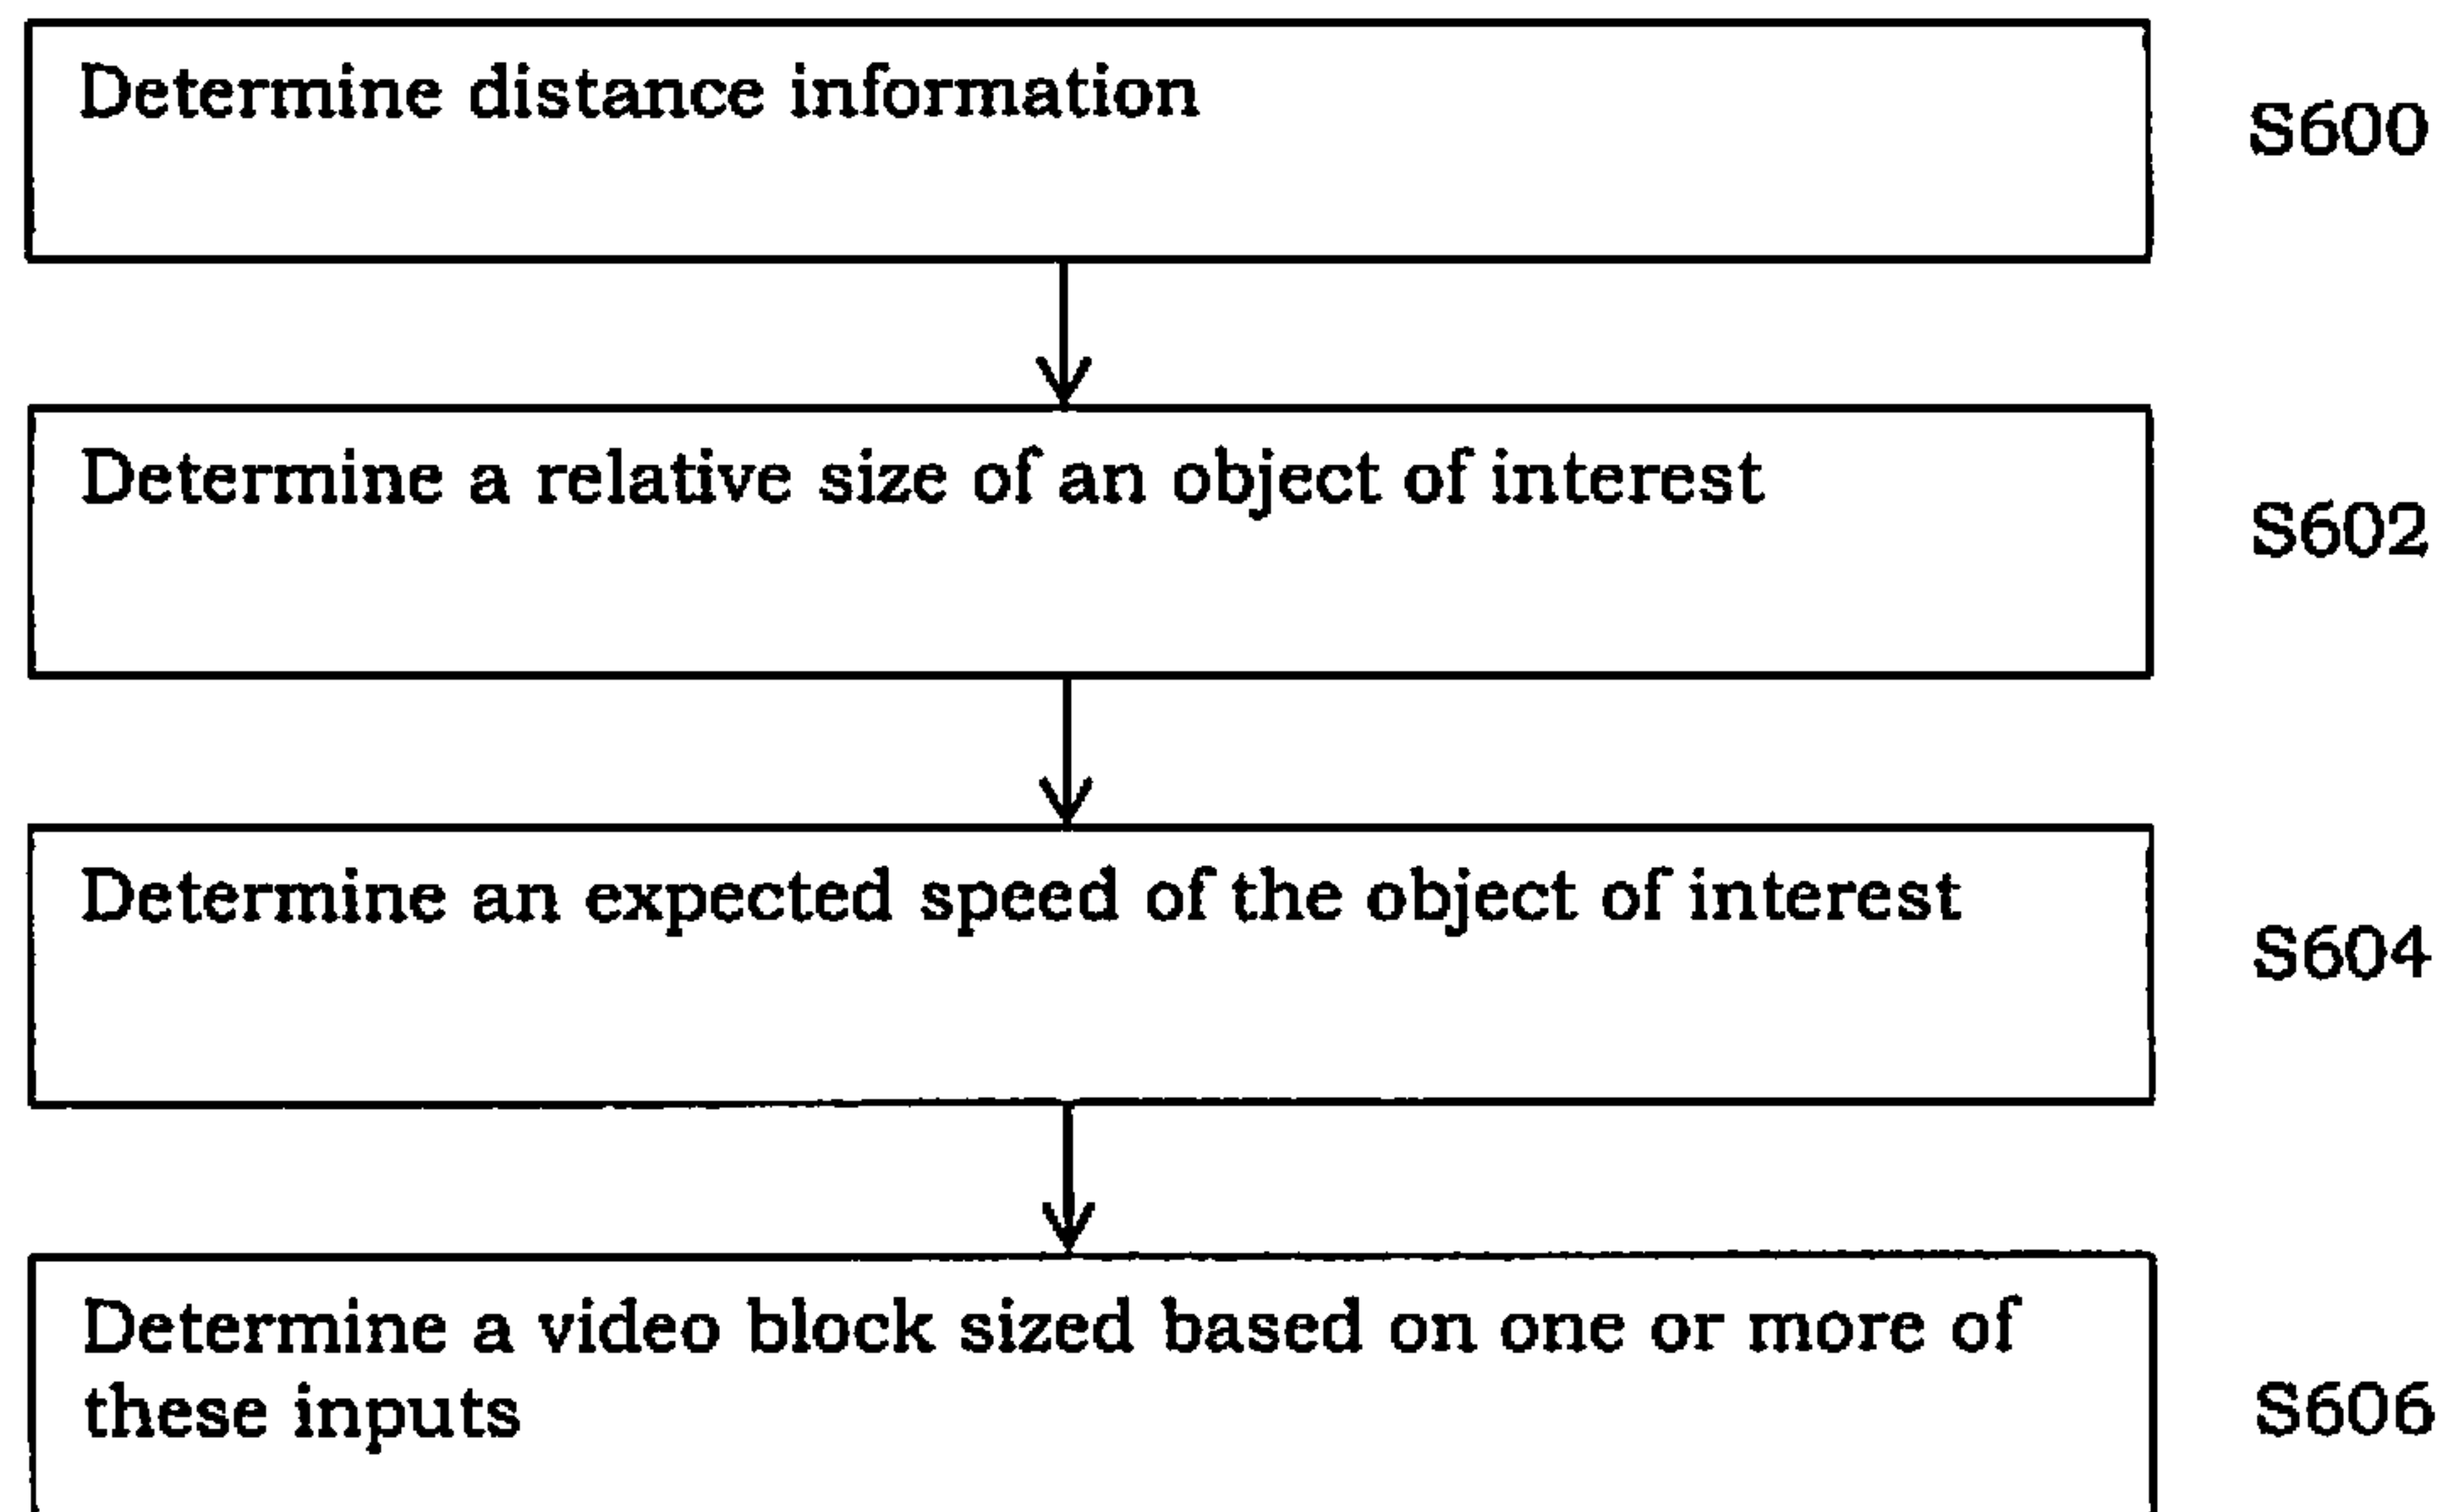 Determine distance information
S600
Determine a relative size of an object of interest
S602
Determine an expected speed of the object of interest
S604
Determine a video block sized based on one or more of
these inputs
S606